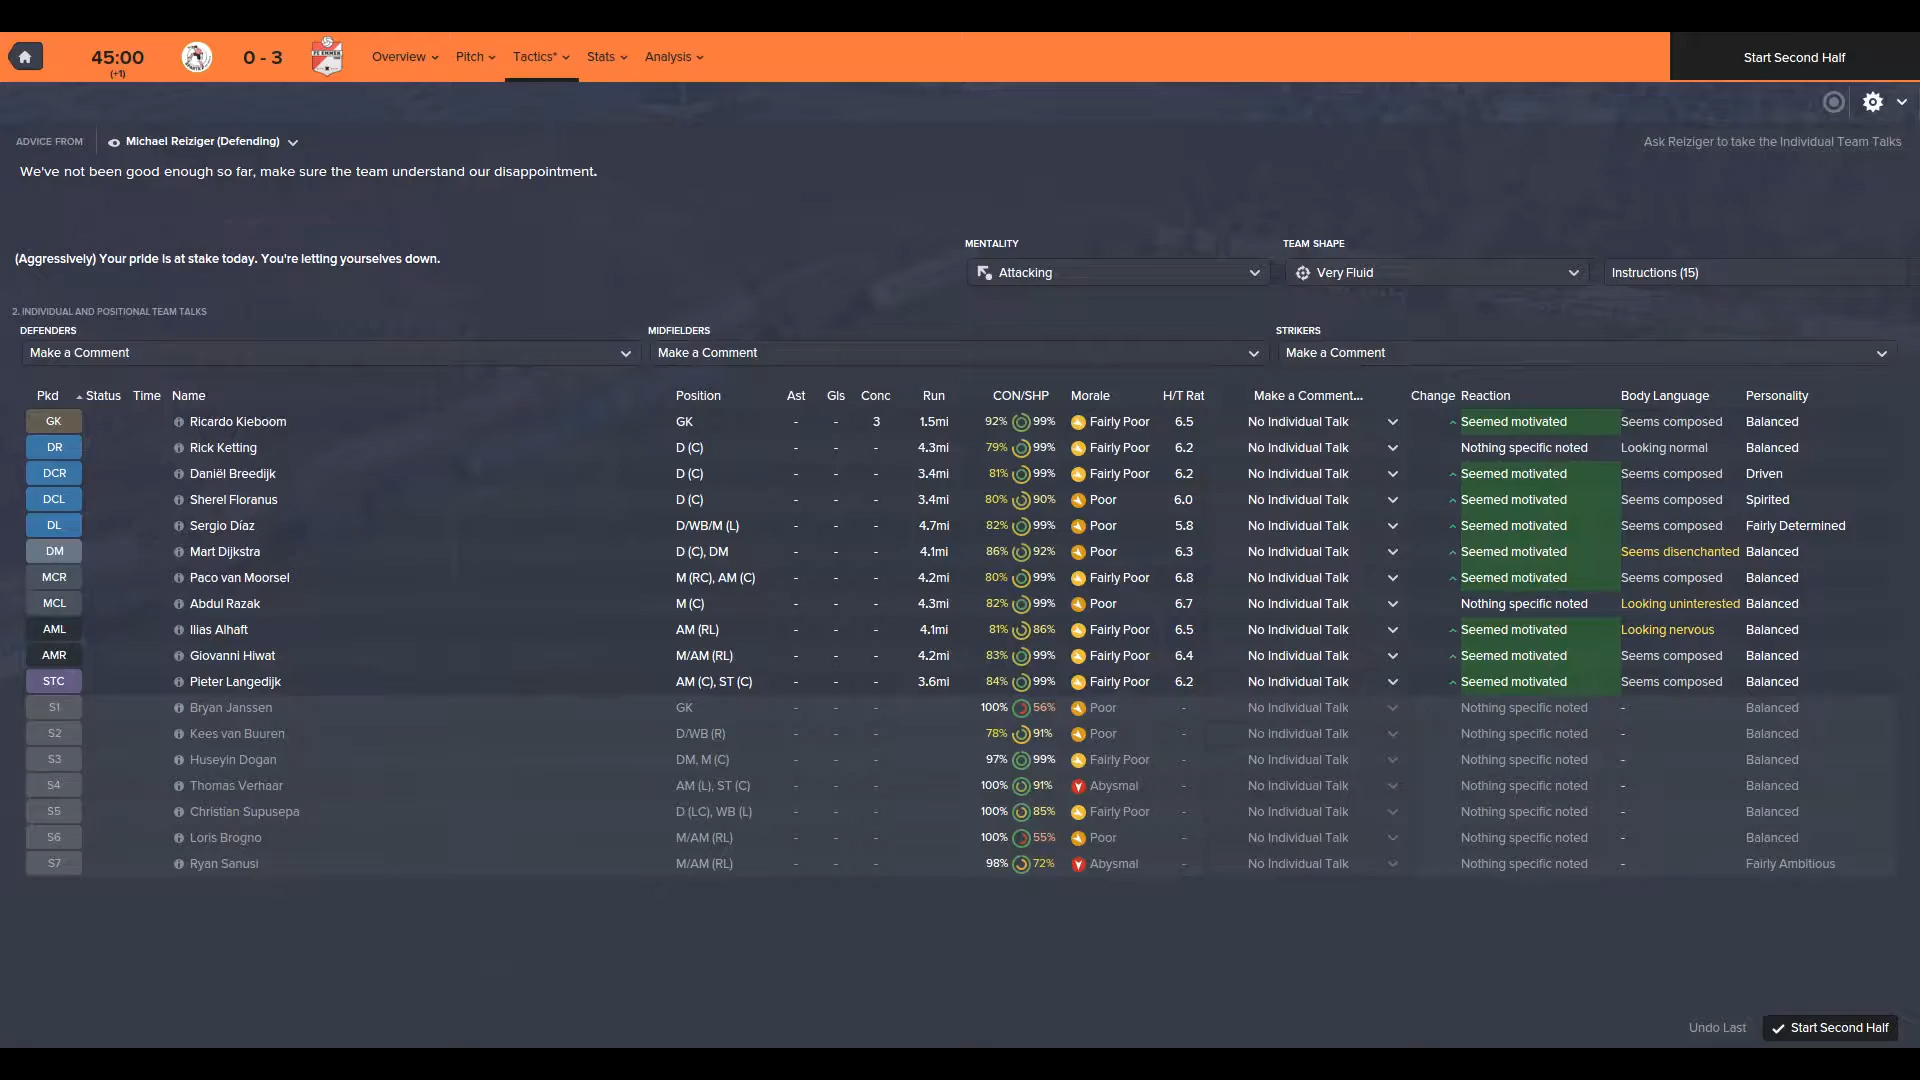 45:00
(+1)
0 - 3
FC EMMEN
Overview
Pitch
Tactics*
Stats
Analysis
Start Second Half
ADVICE FROM
Michael Reiziger (Defending)
Ask Reiziger to take the Individual Team Talks
We've not been good enough so far, make sure the team understand our disappointment.
MENTALITY
TEAM SHAPE
(Aggressively) Your pride is at stake today. You're letting yourselves down.
Attacking
Very Fluid
Instructions (15)
2. INDIVIDUAL AND POSITIONAL TEAM TALKS
DEFENDERS
MIDFIELDERS
STRIKERS
Make a Comment
Make a Comment
Make a Comment
Pkd Status Time Name Position Ast Gls Conc Run CON/SHP Morale H/T Rat Make a Comment... Change Reaction Body Language Personality
GK Ricardo Kieboom GK - - 3 1.5mi 92% 99% Fairly Poor 6.5 No Individual Talk Seemed motivated Seems composed Balanced
DR Rick Ketting D (C) - - - 4.3mi 79% 99% Fairly Poor 6.2 No Individual Talk Nothing specific noted Looking normal Balanced
DCR Daniël Breedijk D (C) - - - 3.4mi 81% 99% Fairly Poor 6.2 No Individual Talk Seemed motivated Seems composed Driven
DCL Sherel Floranus D (C) - - - 3.4mi 80% 90% Poor 6.0 No Individual Talk Seemed motivated Seems composed Spirited
DL Sergio Díaz D/WB/M (L) - - - 4.7mi 82% 99% Poor 5.8 No Individual Talk Seemed motivated Seems composed Fairly Determined
DM Mart Dijkstra D (C), DM - - - 4.1mi 86% 92% Poor 6.3 No Individual Talk Seemed motivated Seems disenchanted Balanced
MCR Paco van Moorsel M (RC), AM (C) - - - 4.2mi 80% 99% Fairly Poor 6.8 No Individual Talk Seemed motivated Seems composed Balanced
MCL Abdul Razak M (C) - - - 4.3mi 82% 99% Poor 6.7 No Individual Talk Nothing specific noted Looking uninterested Balanced
AML Ilias Alhaft AM (RL) - - - 4.1mi 81% 86% Fairly Poor 6.5 No Individual Talk Seemed motivated Looking nervous Balanced
AMR Giovanni Hiwat M/AM (RL) - - - 4.2mi 83% 99% Fairly Poor 6.4 No Individual Talk Seemed motivated Seems composed Balanced
STC Pieter Langedijk AM (C), ST (C) - - - 3.6mi 84% 99% Fairly Poor 6.2 No Individual Talk Seemed motivated Seems composed Balanced
S1 Bryan Janssen GK - - - 100% 56% Poor - No Individual Talk Nothing specific noted - Balanced
S2 Kees van Buuren D/WB (R) - - - 78% 91% Poor - No Individual Talk Nothing specific noted - Balanced
S3 Huseyin Dogan DM, M (C) - - - 97% 99% Fairly Poor - No Individual Talk Nothing specific noted - Balanced
S4 Thomas Verhaar AM (L), ST (C) - - - 100% 91% Abysmal - No Individual Talk Nothing specific noted - Balanced
S5 Christian Supusepa D (LC), WB (L) - - - 100% 85% Fairly Poor - No Individual Talk Nothing specific noted - Balanced
S6 Loris Brogno M/AM (RL) - - - 100% 55% Poor - No Individual Talk Nothing specific noted - Balanced
S7 Ryan Sanusi M/AM (RL) - - - 98% 72% Abysmal - No Individual Talk Nothing specific noted - Fairly Ambitious
Undo Last
Start Second Half